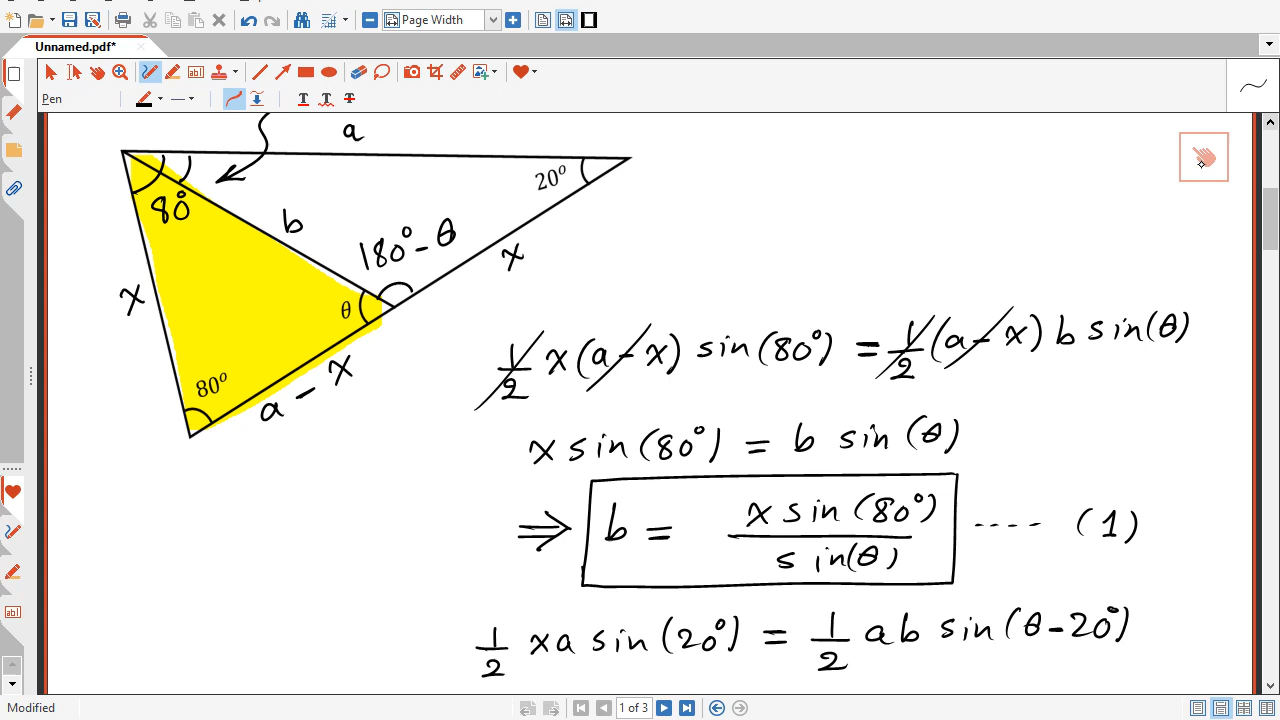 Page Width
Unnamed.pdf*
Pen
a
20°
80°
b
180° - θ
x
x
θ
80°
a - x
1/2 x (a - x) sin (80°) = 1/2 (a - x) b sin(θ)
x sin (80°) = b sin (θ)
⇒ b = x sin (80°) / sin(θ) ---- (1)
1/2 xa sin (20°) = 1/2 ab sin (θ - 20°)
Modified
1 of 3